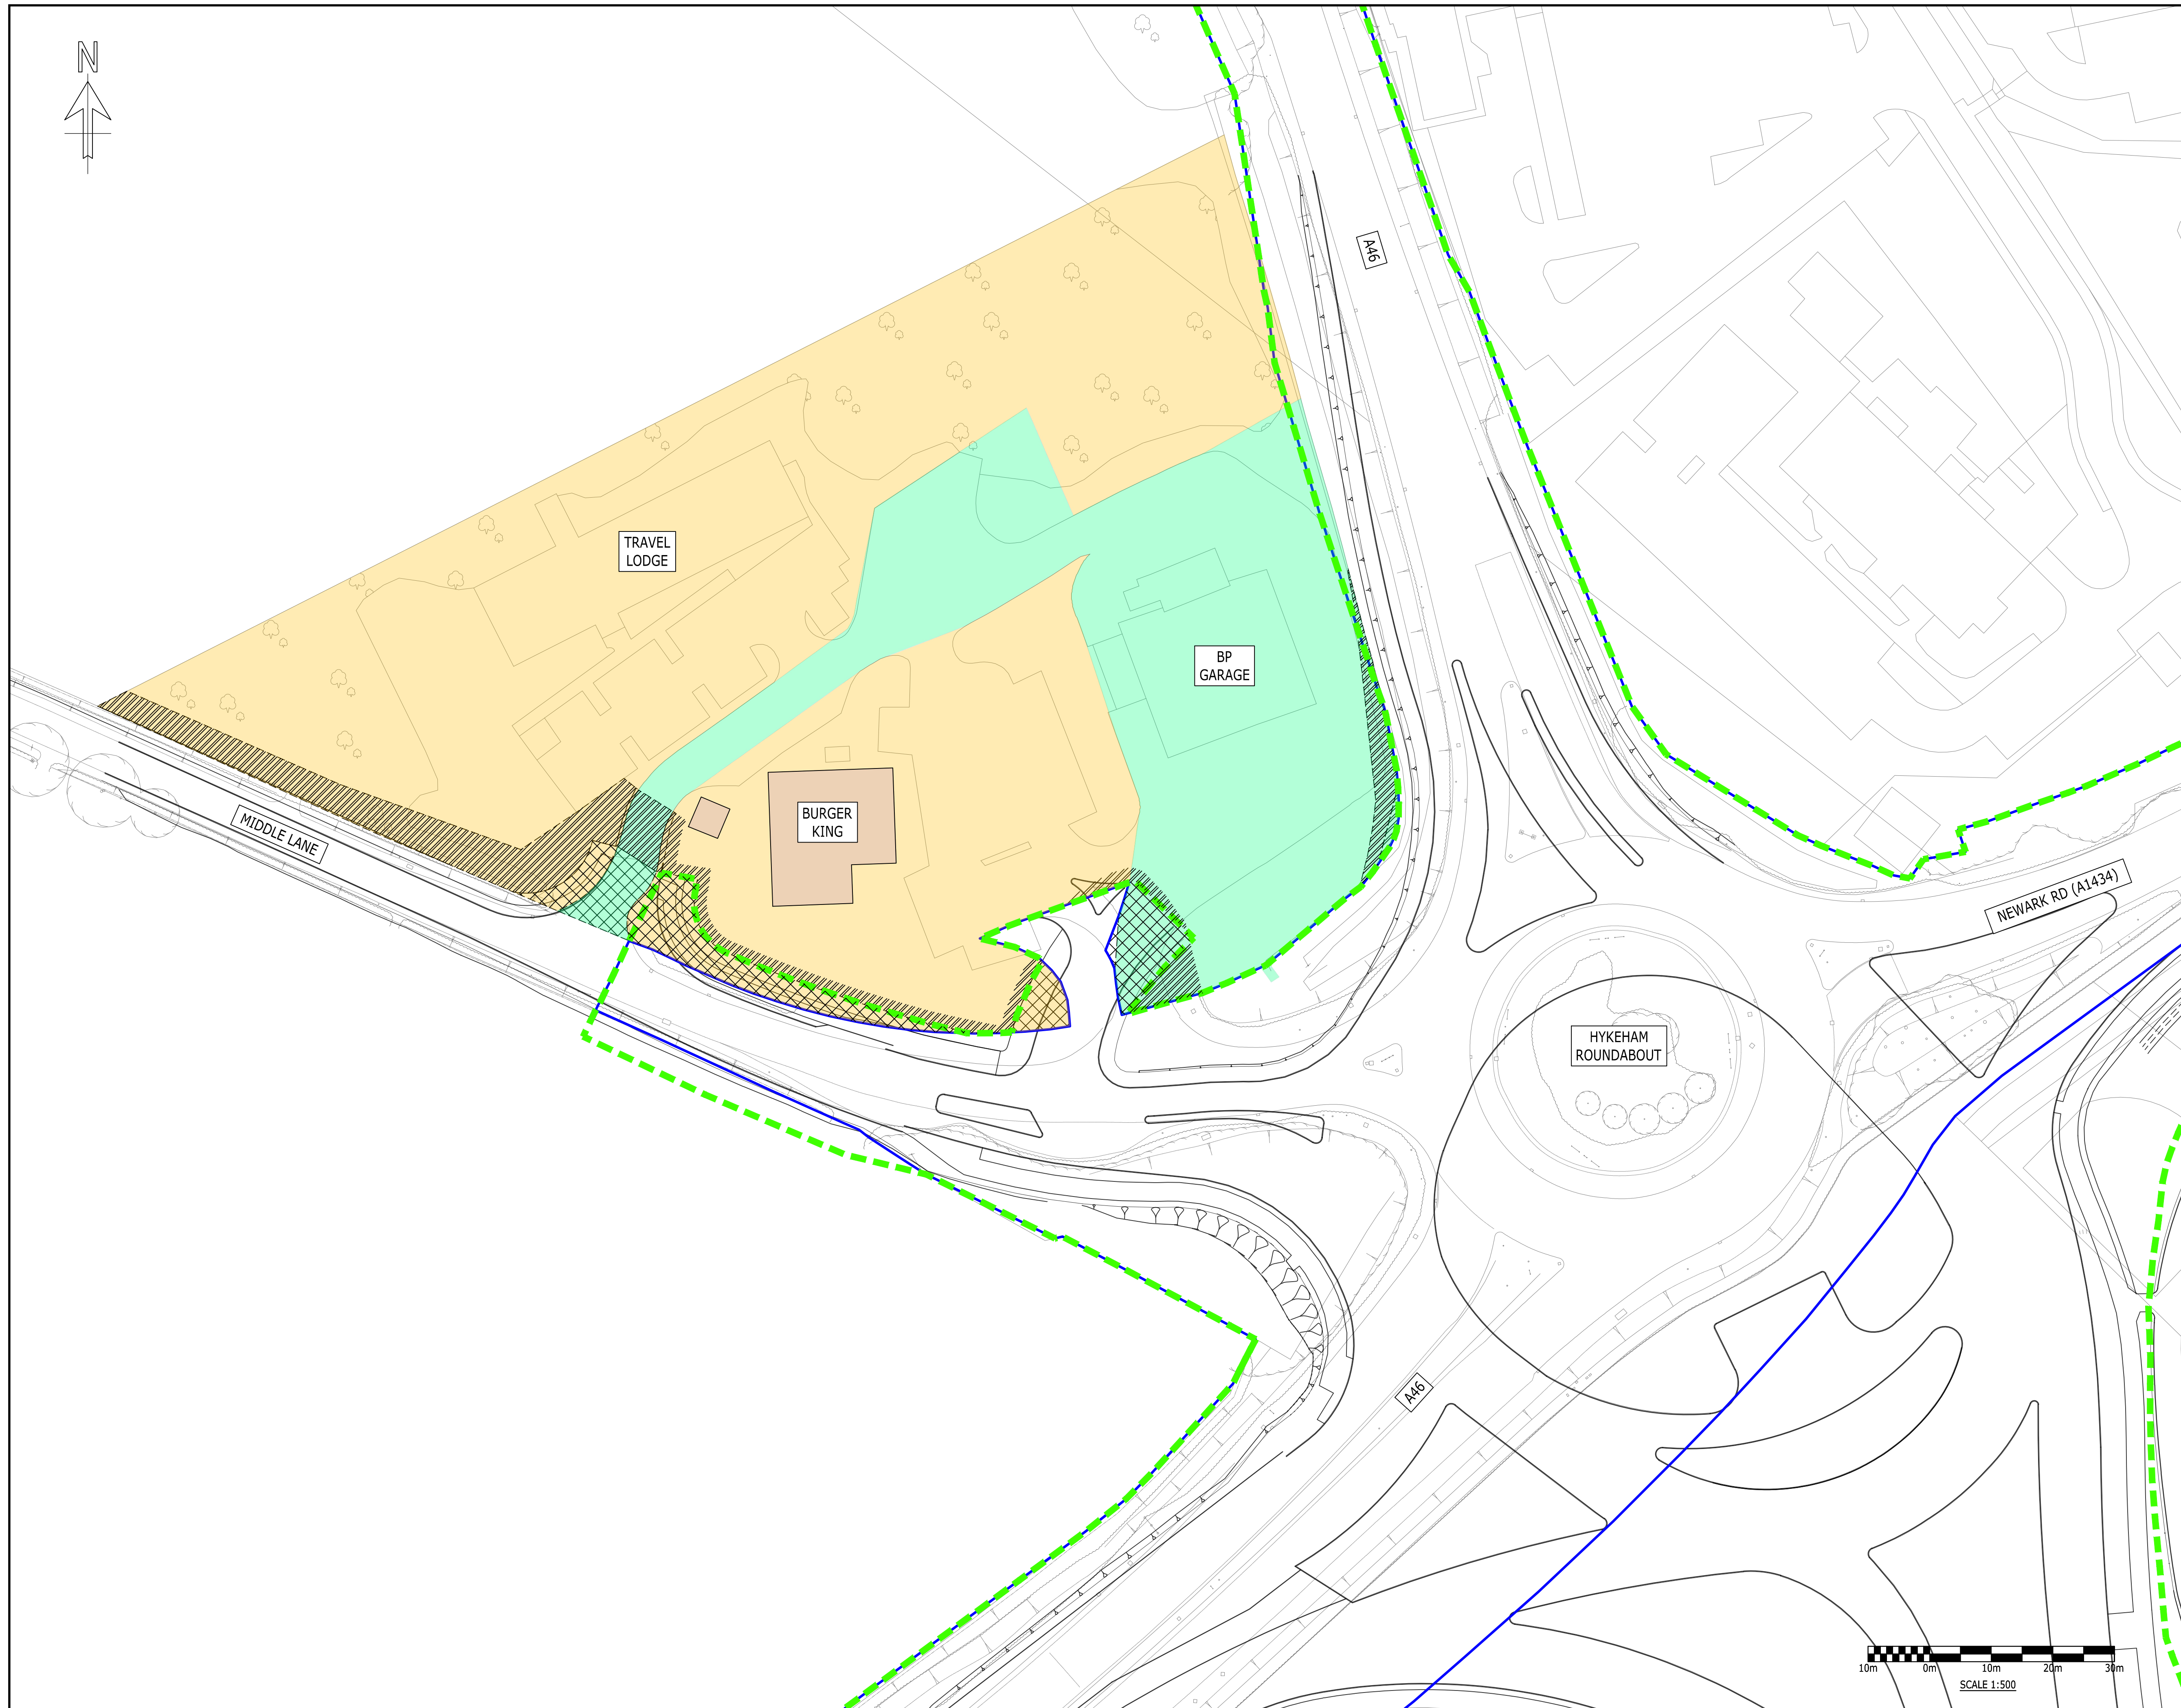 N
A46
TRAVEL
LODGE
BP
GARAGE
BURGER
KING
MIDDLE LANE
NEWARK RD (A1434)
HYKEHAM
ROUNDABOUT
A46
10m 0m 10m 20m 30m
SCALE 1:500